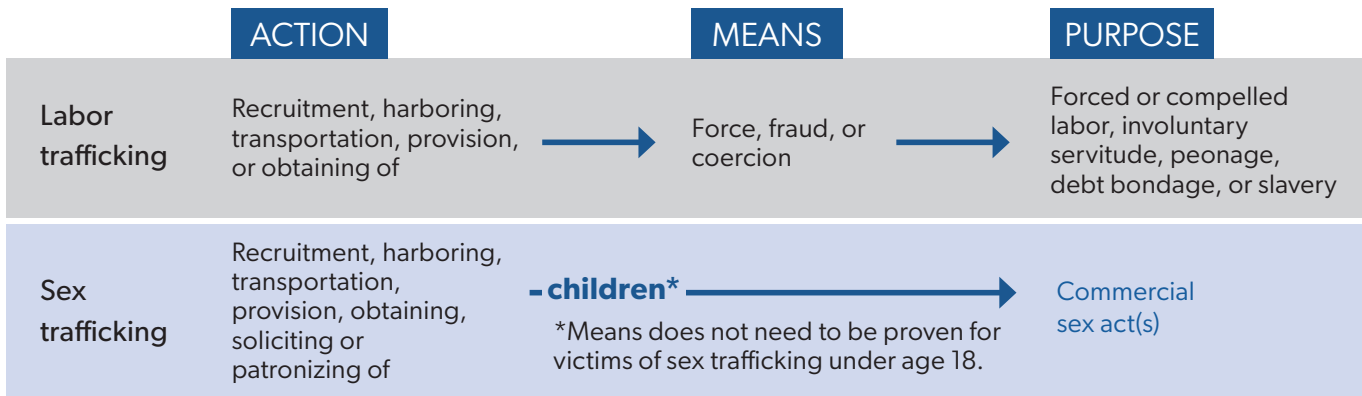 ACTION
MEANS
PURPOSE
Labor
trafficking
Recruitment, harboring,
transportation, provision,
or obtaining of
Force, fraud, or
coercion
Forced or compelled
labor, involuntary
servitude, peonage,
debt bondage, or slavery
Sex
trafficking
Recruitment, harboring,
transportation,
provision, obtaining,
soliciting or
patronizing of
children*
*Means does not need to be proven for
victims of sex trafficking under age 18.
Commercial
sex act(s)